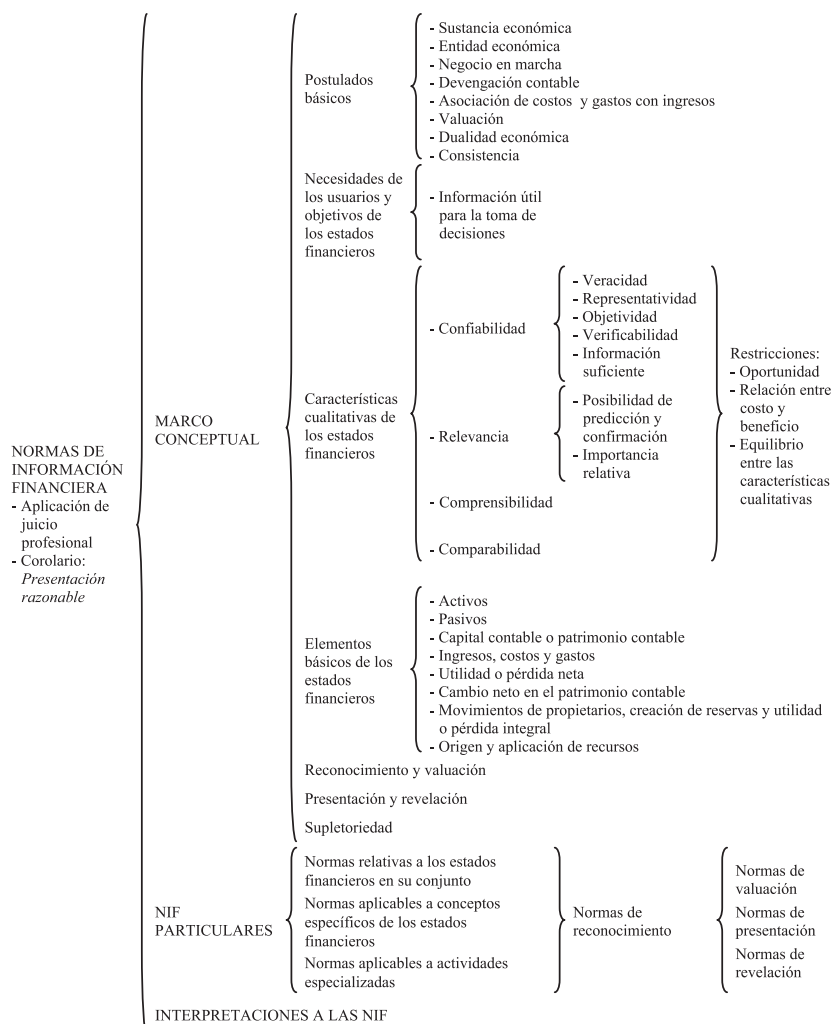 NORMAS DE
INFORMACIÓN
FINANCIERA
- Aplicación de
juicio
profesional
- Corolario:
Presentación
razonable
MARCO
CONCEPTUAL
Postulados
básicos
- Sustancia económica
- Entidad económica
- Negocio en marcha
- Devengación contable
- Asociación de costos y gastos con ingresos
- Valuación
- Dualidad económica
- Consistencia
Necesidades de
los usuarios y
objetivos de
los estados
financieros
- Información útil
para la toma de
decisiones
Características
cualitativas de
los estados
financieros
- Confiabilidad
- Veracidad
- Representatividad
- Objetividad
- Verificabilidad
- Información
suficiente
- Relevancia
- Posibilidad de
predicción y
confirmación
- Importancia
relativa
- Comprensibilidad
- Comparabilidad
Restricciones:
- Oportunidad
- Relación entre
costo y
beneficio
- Equilibrio
entre las
características
cualitativas
Elementos
básicos de los
estados
financieros
- Activos
- Pasivos
- Capital contable o patrimonio contable
- Ingresos, costos y gastos
- Utilidad o pérdida neta
- Cambio neto en el patrimonio contable
- Movimientos de propietarios, creación de reservas y utilidad
o pérdida integral
- Origen y aplicación de recursos
Reconocimiento y valuación
Presentación y revelación
Supletoriedad
NIF
PARTICULARES
Normas relativas a los estados
financieros en su conjunto
Normas aplicables a conceptos
específicos de los estados
financieros
Normas aplicables a actividades
especializadas
Normas de
reconocimiento
Normas de
valuación
Normas de
presentación
Normas de
revelación
INTERPRETACIONES A LAS NIF